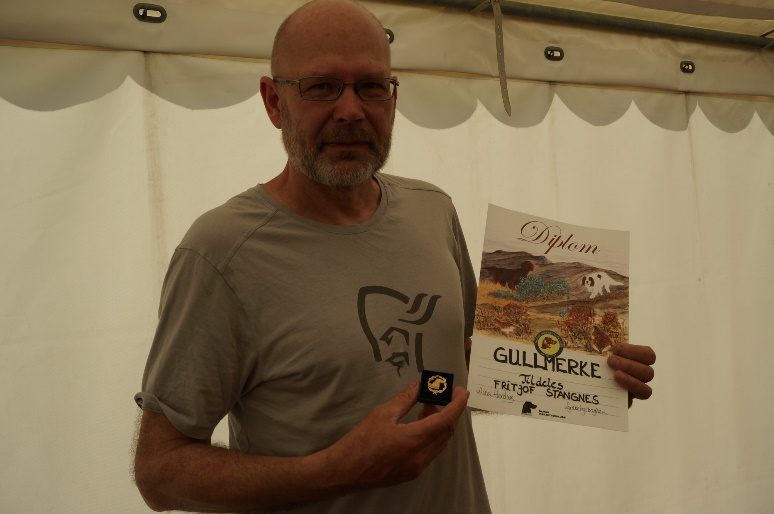 Diplom
GULLMERKE
Tildeles
FRITJOF STANGNES